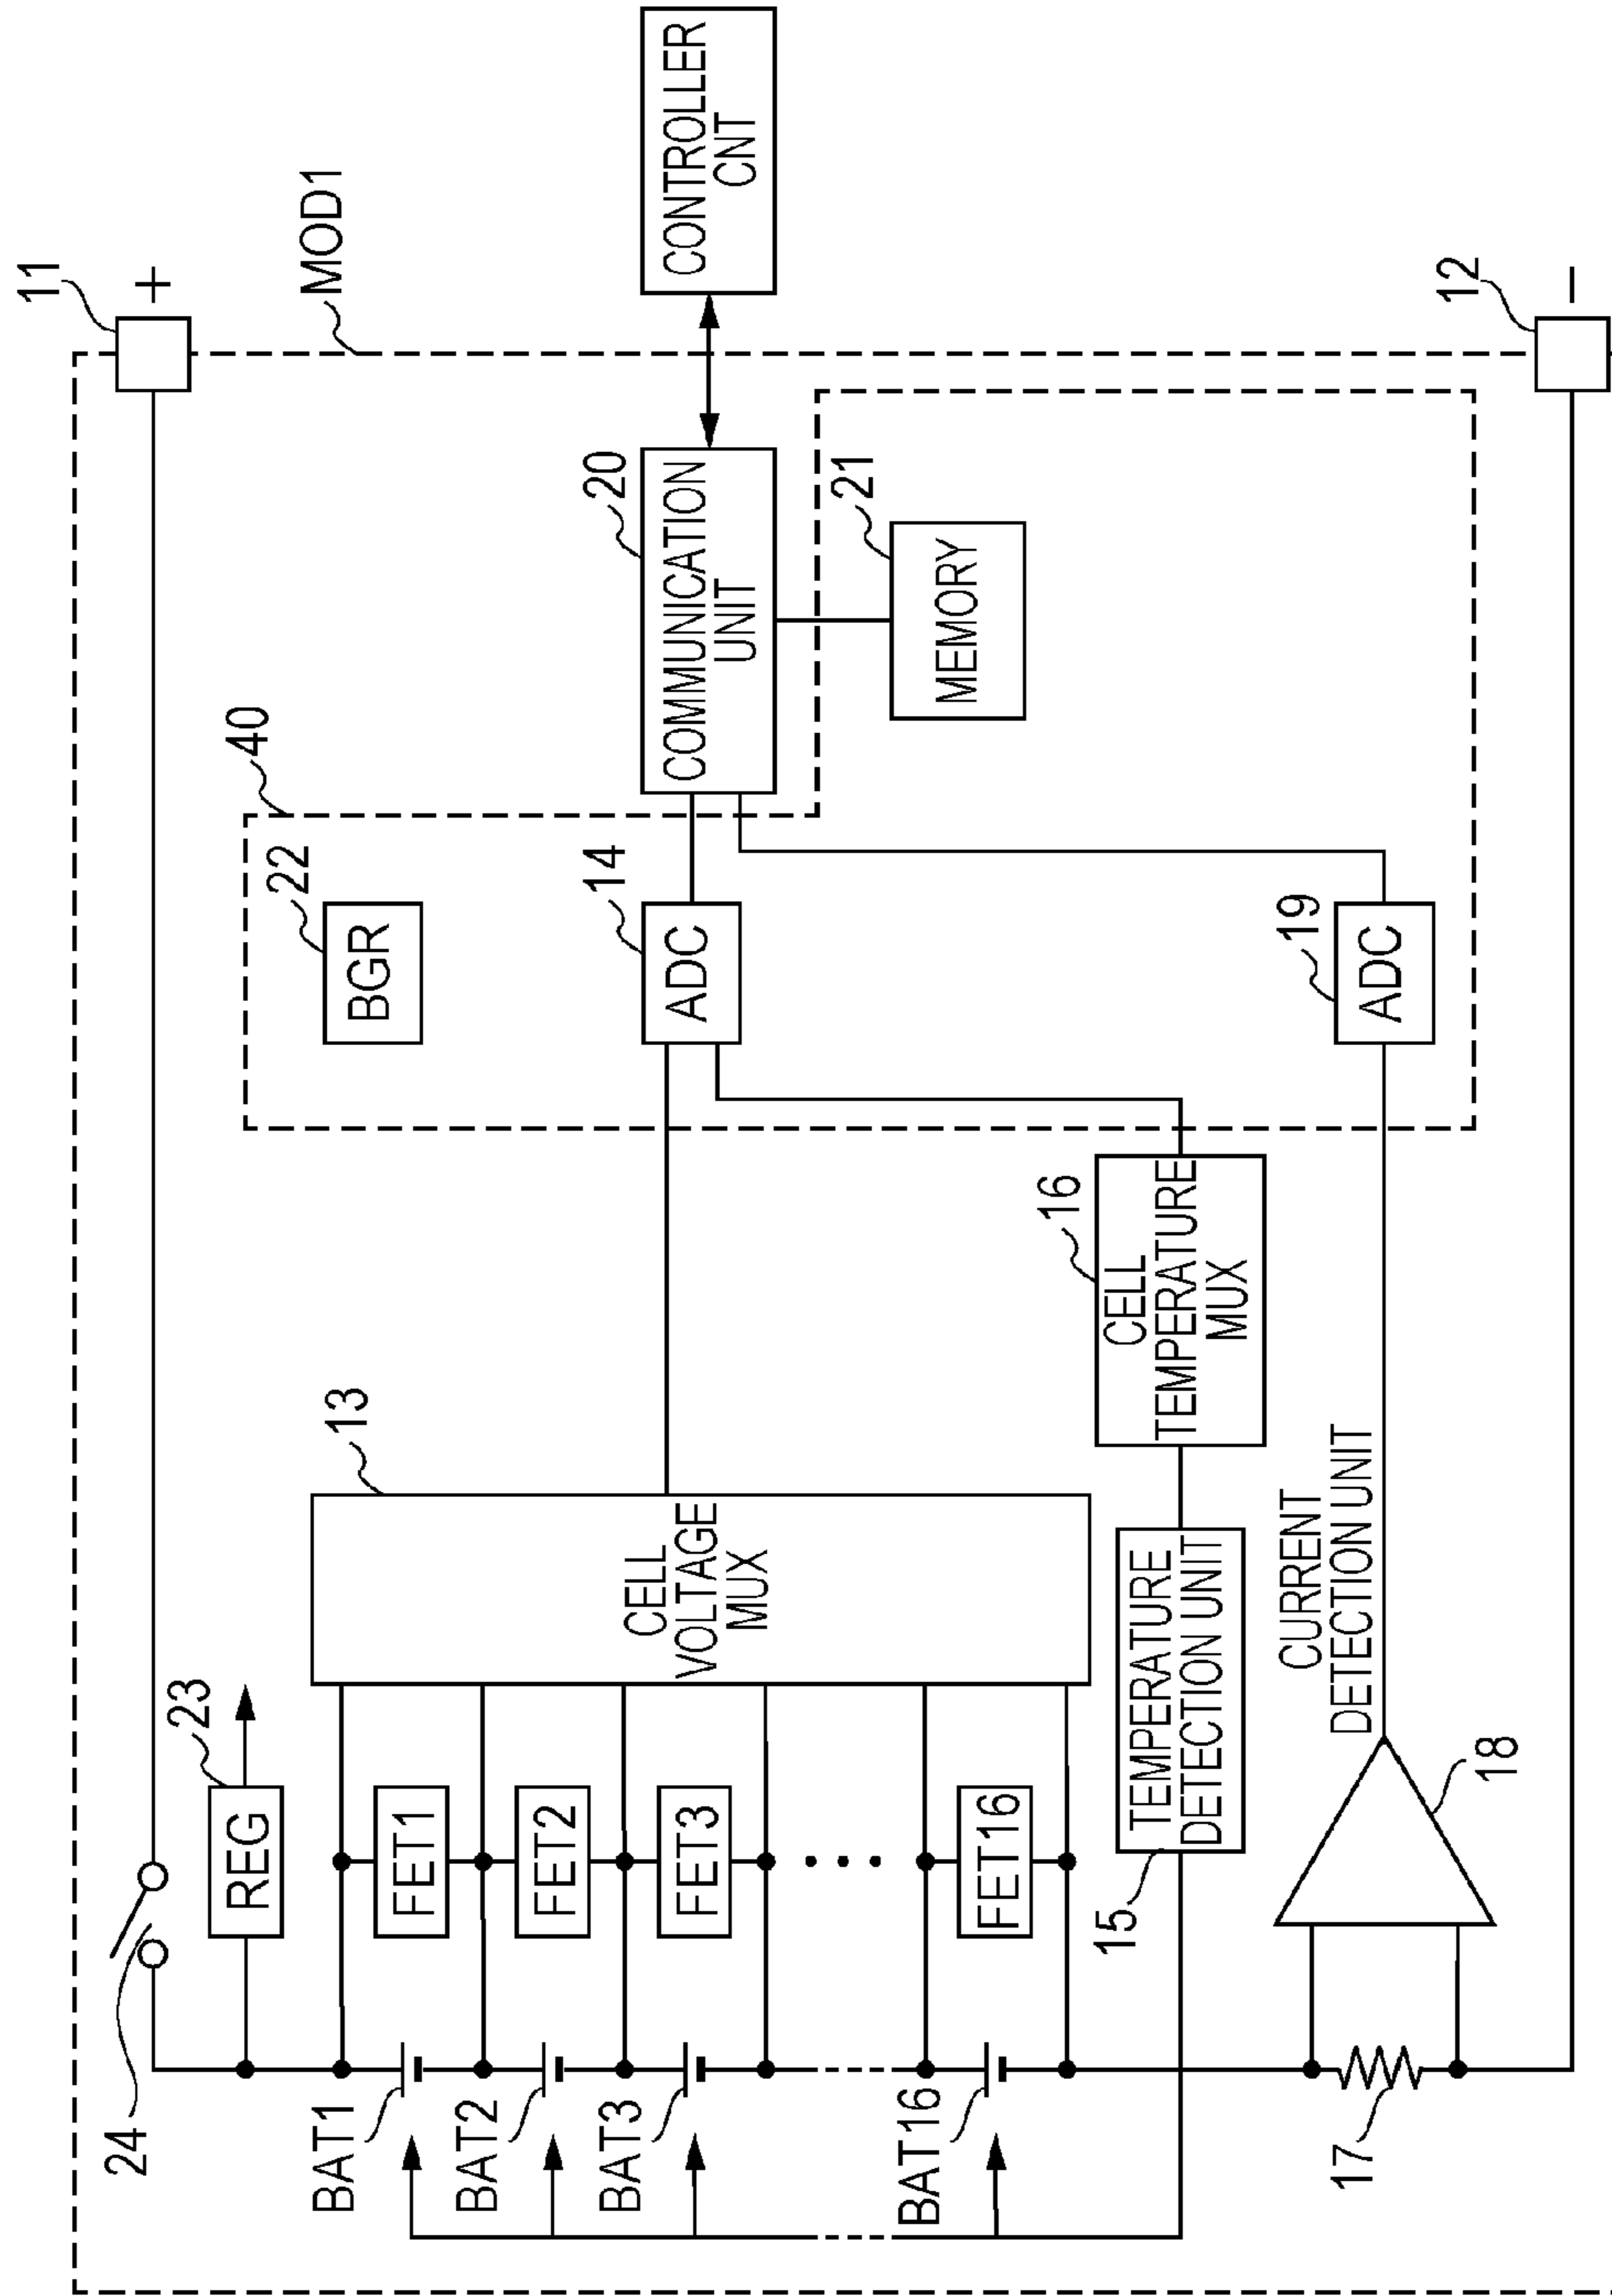 11
+
MOD1
CONTROLLER
CNT
12
−
40
22
BGR
14
ADC
20
COMMUNICATION
UNIT
21
MEMORY
19
ADC
13
CELL
VOLTAGE
MUX
16
CELL
TEMPERATURE
MUX
24
23
REG
FET1
FET2
FET3
FET16
15
TEMPERATURE
DETECTION UNIT
CURRENT
DETECTION UNIT
18
BAT1
BAT2
BAT3
BAT16
17